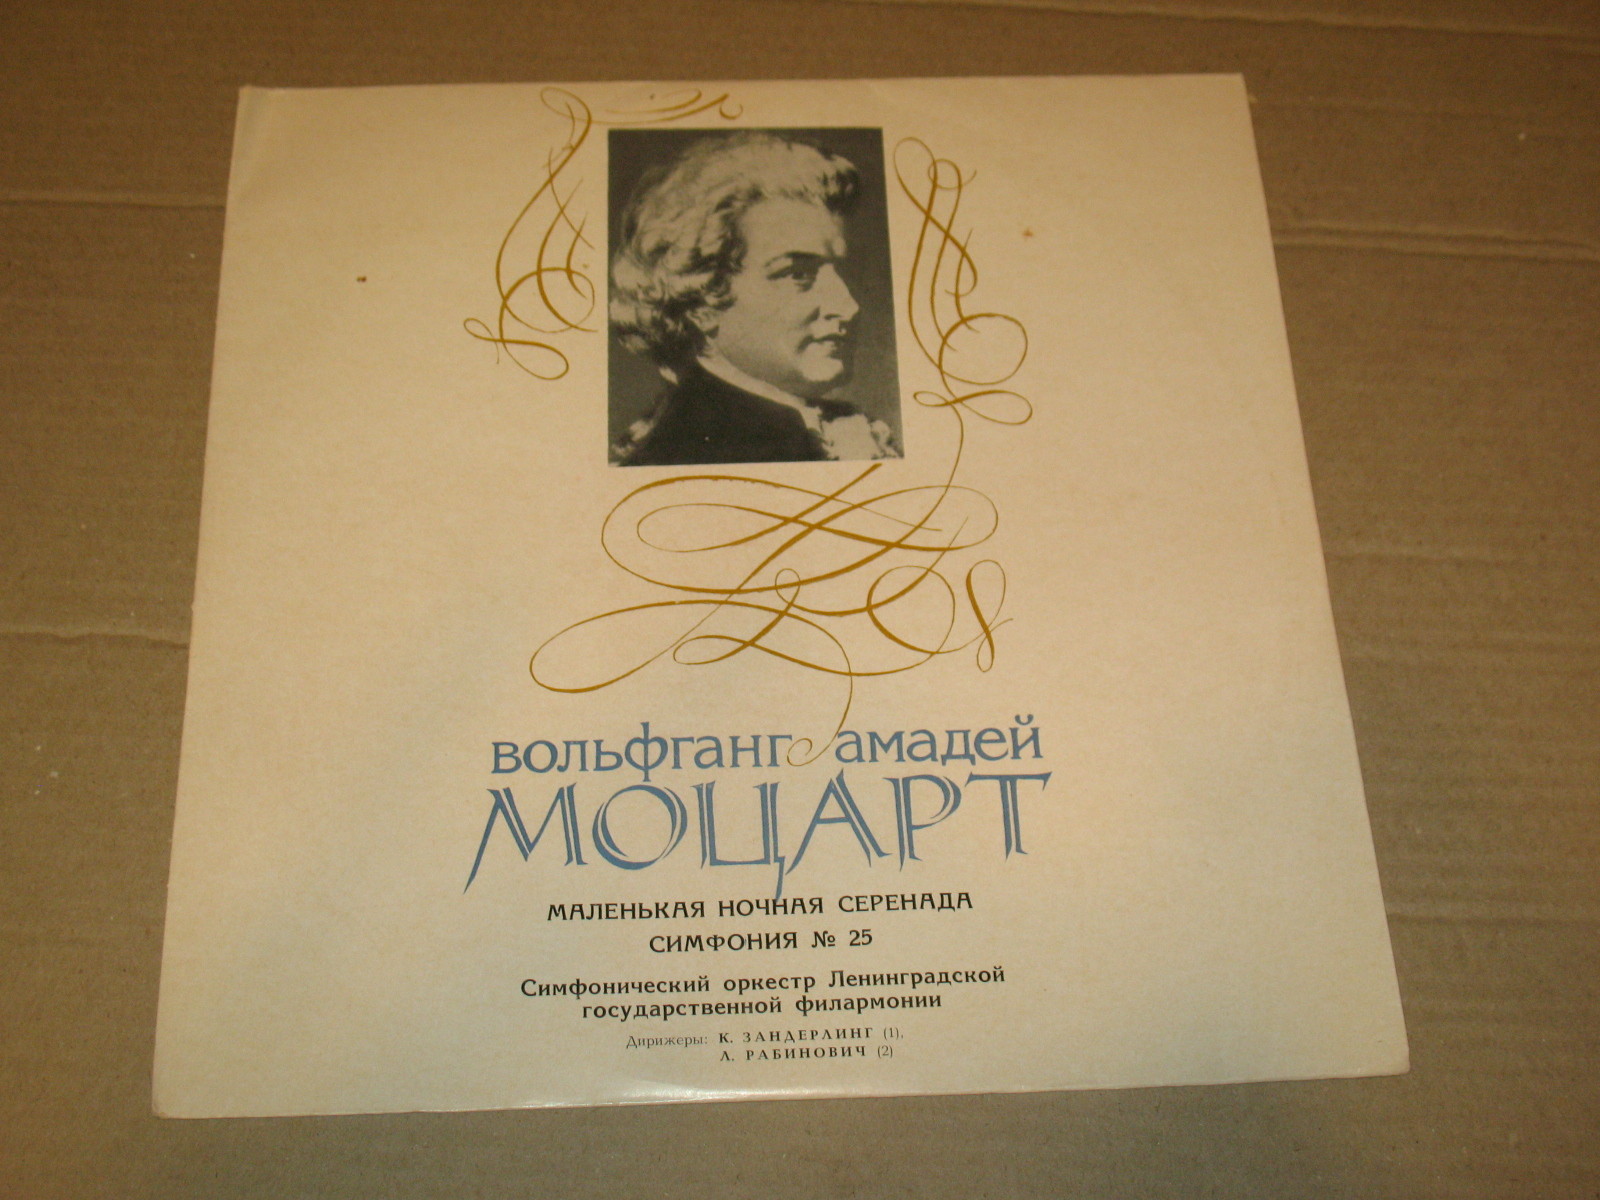 вольфганг амадей
МОЦАРТ
МАЛЕНЬКАЯ НОЧНАЯ СЕРЕНАДА
СИМФОНИЯ № 25
Симфонический оркестр Ленинградской
государственной филармонии
Дирижеры: К. ЗАНДЕРЛИНГ (1),
Л. РАБИНОВИЧ (2)